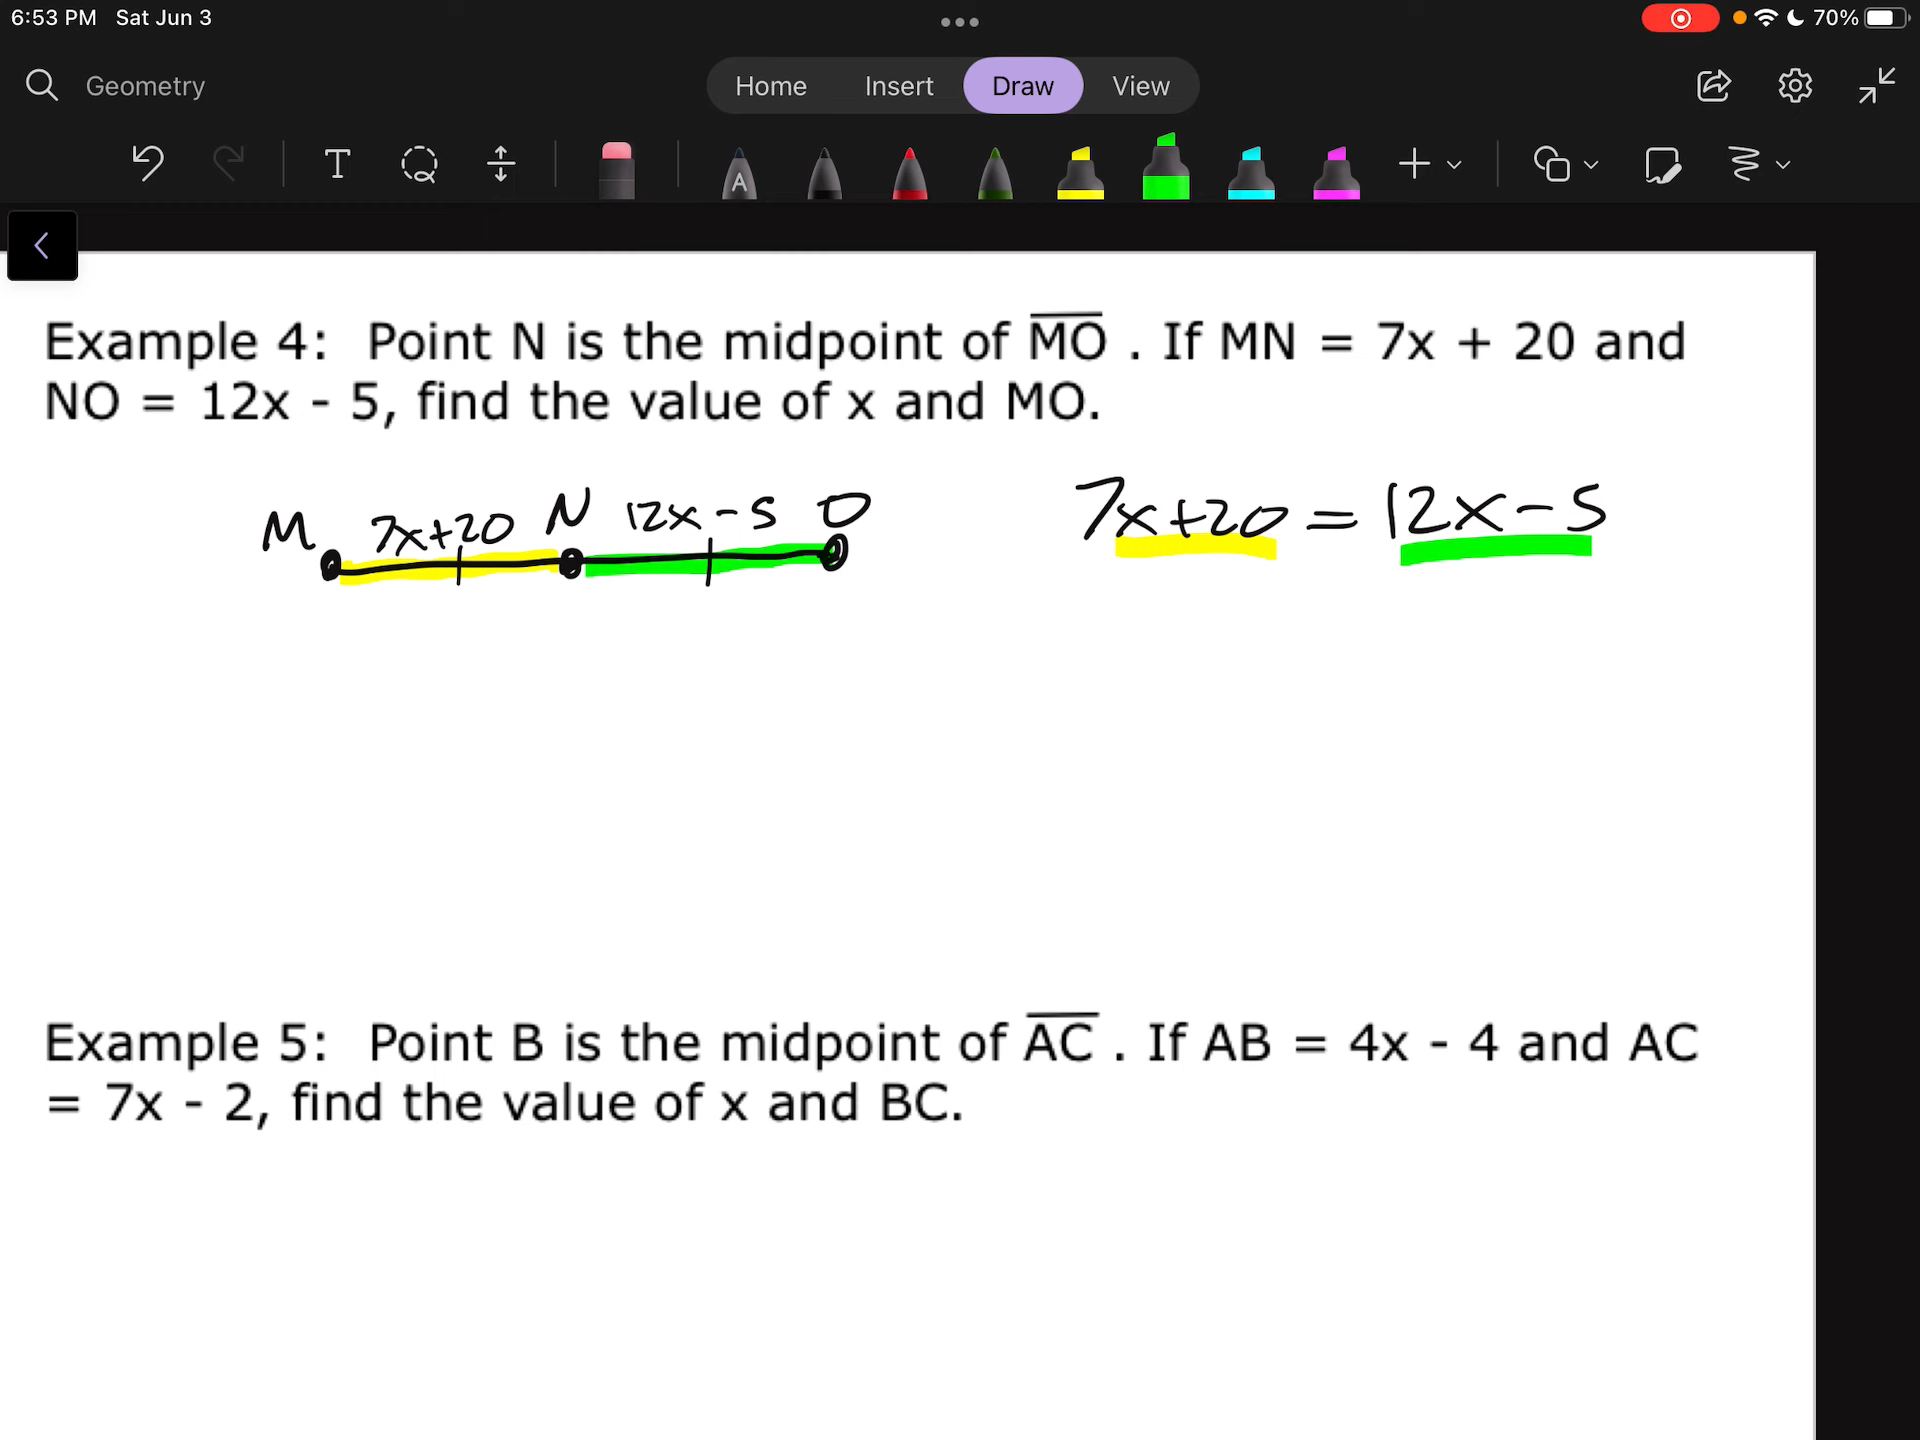 6:53 PM Sat Jun 3
70%
Geometry
Home Insert Draw View
T
A
Example 4: Point N is the midpoint of M̅O̅ . If MN = 7x + 20 and
NO = 12x - 5, find the value of x and MO.
M 7x+20 N 12x-5 O
7x+20 = 12x-5
Example 5: Point B is the midpoint of A̅C̅ . If AB = 4x - 4 and AC
= 7x - 2, find the value of x and BC.